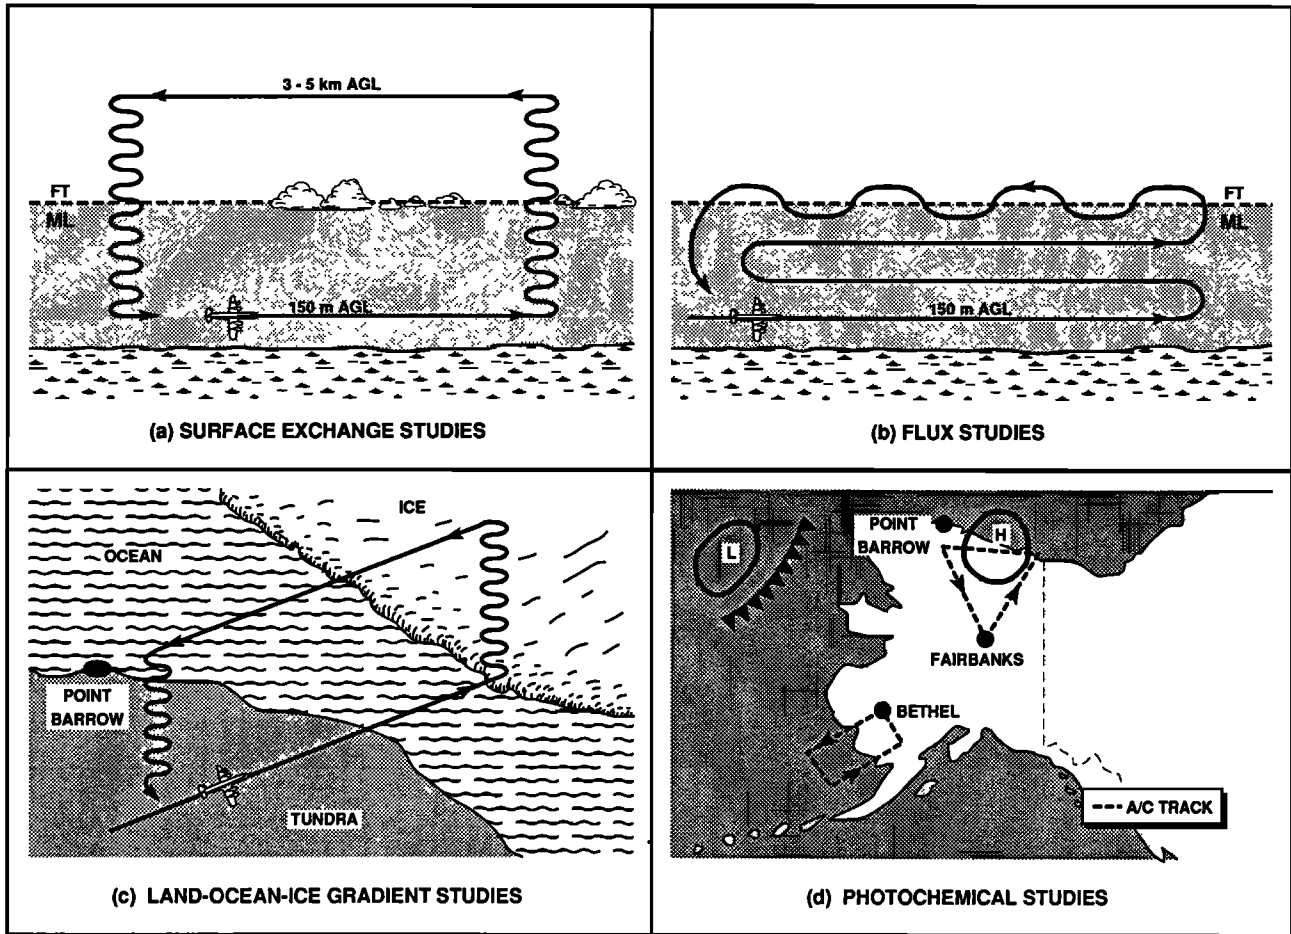 3 - 5 km AGL
FT
ML
150 m AGL
(a) SURFACE EXCHANGE STUDIES
FT
ML
150 m AGL
(b) FLUX STUDIES
ICE
OCEAN
POINT
BARROW
TUNDRA
(c) LAND-OCEAN-ICE GRADIENT STUDIES
POINT
BARROW
H
L
FAIRBANKS
BETHEL
A/C TRACK
(d) PHOTOCHEMICAL STUDIES